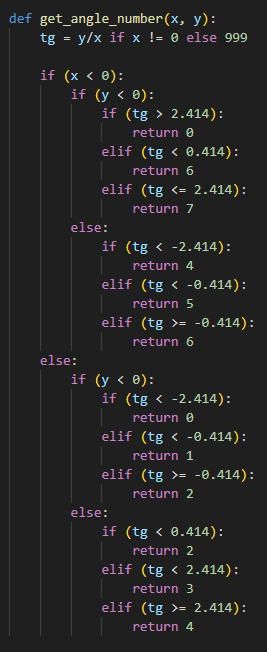 def get_angle_number(x, y):
    tg = y/x if x != 0 else 999

    if (x < 0):
        if (y < 0):
            if (tg > 2.414):
                return 0
            elif (tg < 0.414):
                return 6
            elif (tg <= 2.414):
                return 7
        else:
            if (tg < -2.414):
                return 4
            elif (tg < -0.414):
                return 5
            elif (tg >= -0.414):
                return 6
    else:
        if (y < 0):
            if (tg < -2.414):
                return 0
            elif (tg < -0.414):
                return 1
            elif (tg >= -0.414):
                return 2
        else:
            if (tg < 0.414):
                return 2
            elif (tg < 2.414):
                return 3
            elif (tg >= 2.414):
                return 4